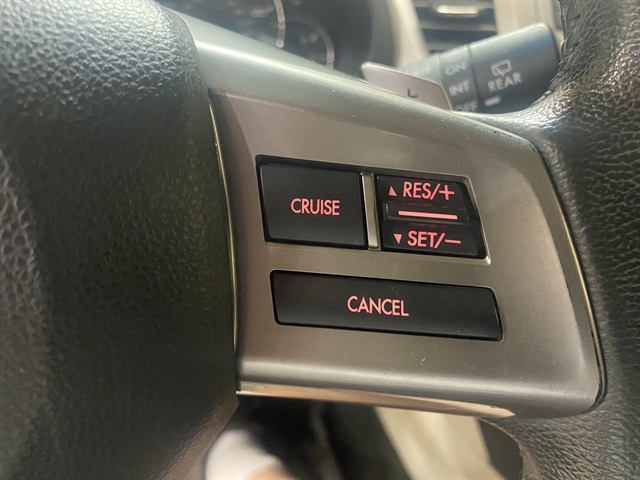 ON
INT
REAR
CRUISE
▲ RES/+
▼ SET/−
CANCEL